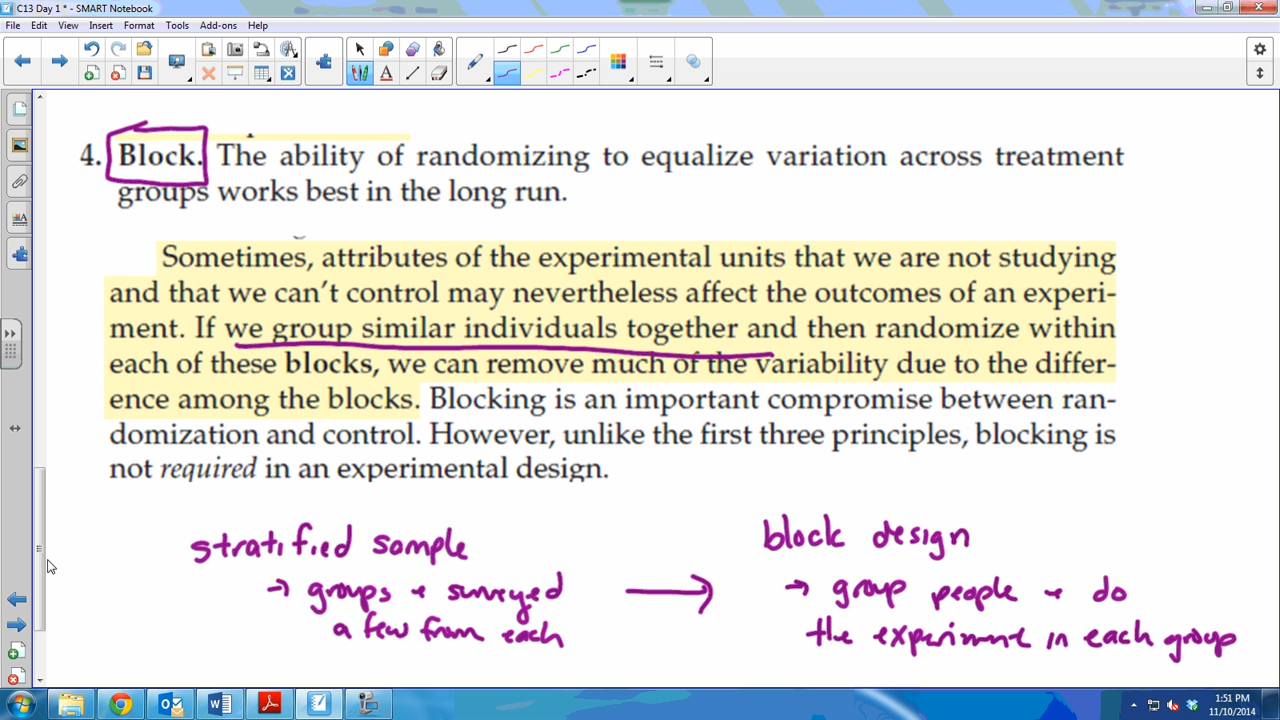 C13 Day 1 * - SMART Notebook
File Edit View Insert Format Tools Add-ons Help
4. Block. The ability of randomizing to equalize variation across treatment
groups works best in the long run.
Sometimes, attributes of the experimental units that we are not studying
and that we can't control may nevertheless affect the outcomes of an experi-
ment. If we group similar individuals together and then randomize within
each of these blocks, we can remove much of the variability due to the differ-
ence among the blocks. Blocking is an important compromise between ran-
domization and control. However, unlike the first three principles, blocking is
not required in an experimental design.
stratified sample
→ groups + surveyed
a few from each
→
block design
→ group people + do
the experiment in each group
1:51 PM
11/10/2014